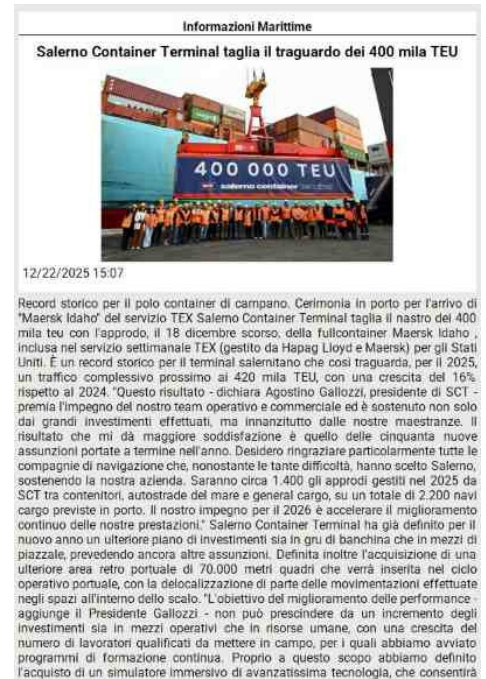 Informazioni Marittime
Salerno Container Terminal taglia il traguardo dei 400 mila TEU
400 000 TEU
salerno container terminal
12/22/2025 15:07
Record storico per il polo container di campano. Cerimonia in porto per l'arrivo di
"Maersk Idaho" del servizio TEX Salerno Container Terminal taglia il nastro dei 400
mila teu con l'approdo, il 18 dicembre scorso, della fullcontainer Maersk Idaho ,
inclusa nel servizio settimanale TEX (gestito da Hapag Lloyd e Maersk) per gli Stati
Uniti. È un record storico per il terminal salernitano che così traguarda, per il 2025,
un traffico complessivo prossimo ai 420 mila TEU, con una crescita del 16%
rispetto al 2024. "Questo risultato - dichiara Agostino Gallozzi, presidente di SCT -
premia l'impegno del nostro team operativo e commerciale ed è sostenuto non solo
dai grandi investimenti effettuati, ma innanzitutto dalle nostre maestranze. Il
risultato che mi dà maggiore soddisfazione è quello delle cinquanta nuove
assunzioni portate a termine nell'anno. Desidero ringraziare particolarmente tutte le
compagnie di navigazione che, nonostante le tante difficoltà, hanno scelto Salerno,
sostenendo la nostra azienda. Saranno circa 1.400 gli approdi gestiti nel 2025 da
SCT tra contenitori, autostrade del mare e general cargo, su un totale di 2.200 navi
cargo previste in porto. Il nostro impegno per il 2026 è accelerare il miglioramento
continuo delle nostre prestazioni." Salerno Container Terminal ha già definito per il
nuovo anno un ulteriore piano di investimenti sia in gru di banchina che in mezzi di
piazzale, prevedendo ancora altre assunzioni. Definita inoltre l'acquisizione di una
ulteriore area retro portuale di 70.000 metri quadri che verrà inserita nel ciclo
operativo portuale, con la delocalizzazione di parte delle movimentazioni effettuate
negli spazi all'interno dello scalo. "L'obiettivo del miglioramento delle performance -
aggiunge il Presidente Gallozzi - non può prescindere da un incremento degli
investimenti sia in mezzi operativi che in risorse umane, con una crescita del
numero di lavoratori qualificati da mettere in campo, per i quali abbiamo avviato
programmi di formazione continua. Proprio a questo scopo abbiamo definito
l'acquisto di un simulatore immersivo di avanzatissima tecnologia, che consentirà